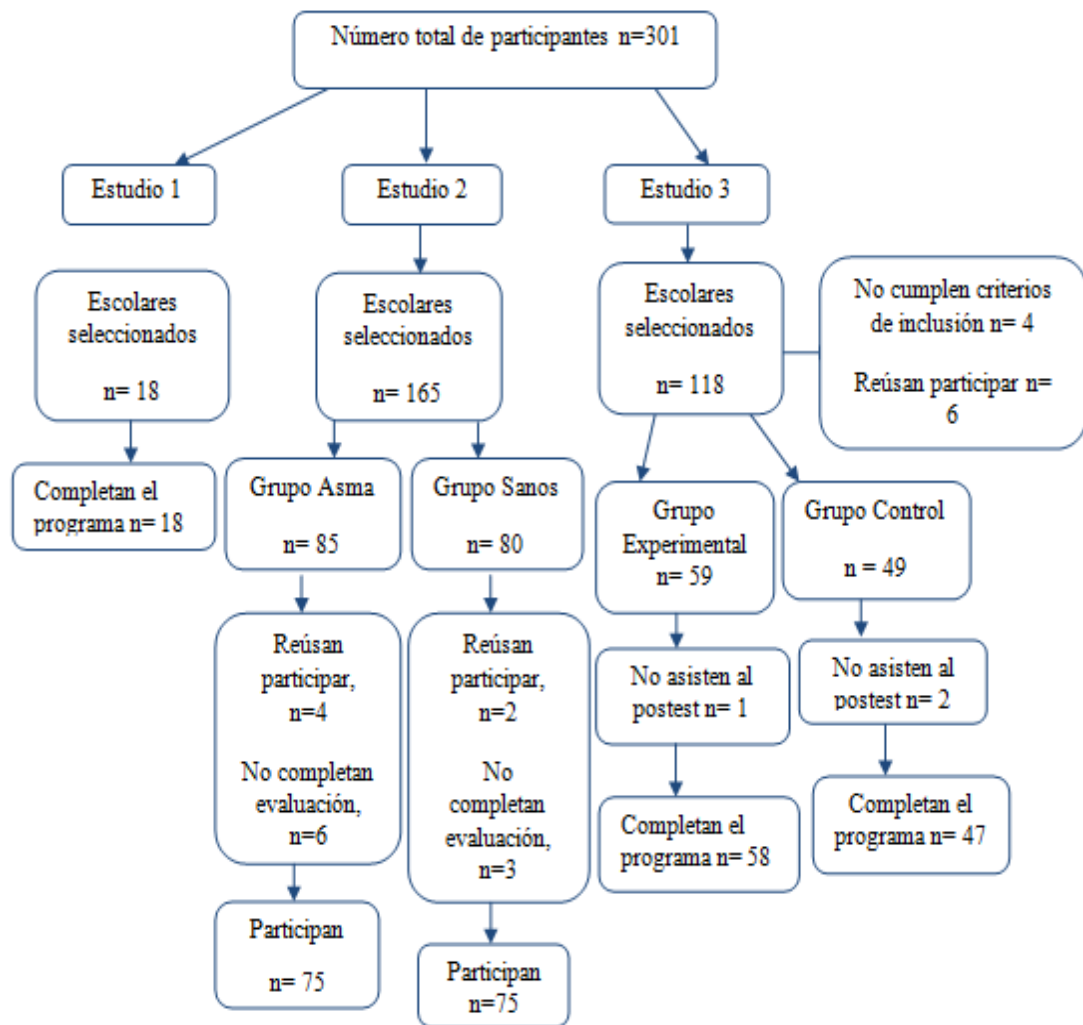 Número total de participantes n=301
Estudio 1
Estudio 2
Estudio 3
Escolares
seleccionados
n= 18
Escolares
seleccionados
n= 165
Escolares
seleccionados
n= 118
No cumplen criterios
de inclusión n= 4
Reúsan participar n=
6
Completan el
programa n= 18
Grupo Asma
n= 85
Grupo Sanos
n= 80
Grupo
Experimental
n= 59
Grupo Control
n = 49
Reúsan
participar,
n=4
No completan
evaluación,
n=6
Reúsan
participar,
n=2
No
completan
evaluación,
n=3
No asisten al
postest n= 1
No asisten al
postest n= 2
Completan el
programa n= 58
Completan el
programa n= 47
Participan
n= 75
Participan
n=75